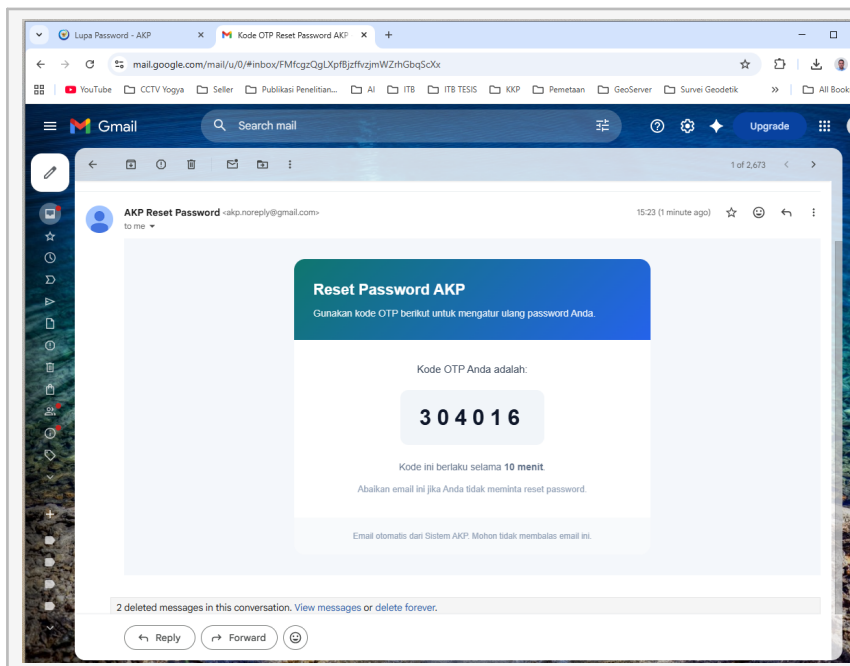 Lupa Password - AKP
Kode OTP Reset Password AKP
mail.google.com/mail/u/0/#inbox/FMfcgzQgLXpfBjzffvzjmWZrhGbqScXx
YouTube CCTV Yogya Seller Publikasi Penelitian... AI ITB ITB TESIS KKP Pemetaan GeoServer Survei Geodetik » All Book
Gmail
Search mail
Upgrade
1 of 2,673
AKP Reset Password <akp.noreply@gmail.com>
15:23 (1 minute ago)
to me
Reset Password AKP
Gunakan kode OTP berikut untuk mengatur ulang password Anda.
Kode OTP Anda adalah:
304016
Kode ini berlaku selama 10 menit.
Abaikan email ini jika Anda tidak meminta reset password.
Email otomatis dari Sistem AKP. Mohon tidak membalas email ini.
2 deleted messages in this conversation. View messages or delete forever.
Reply
Forward